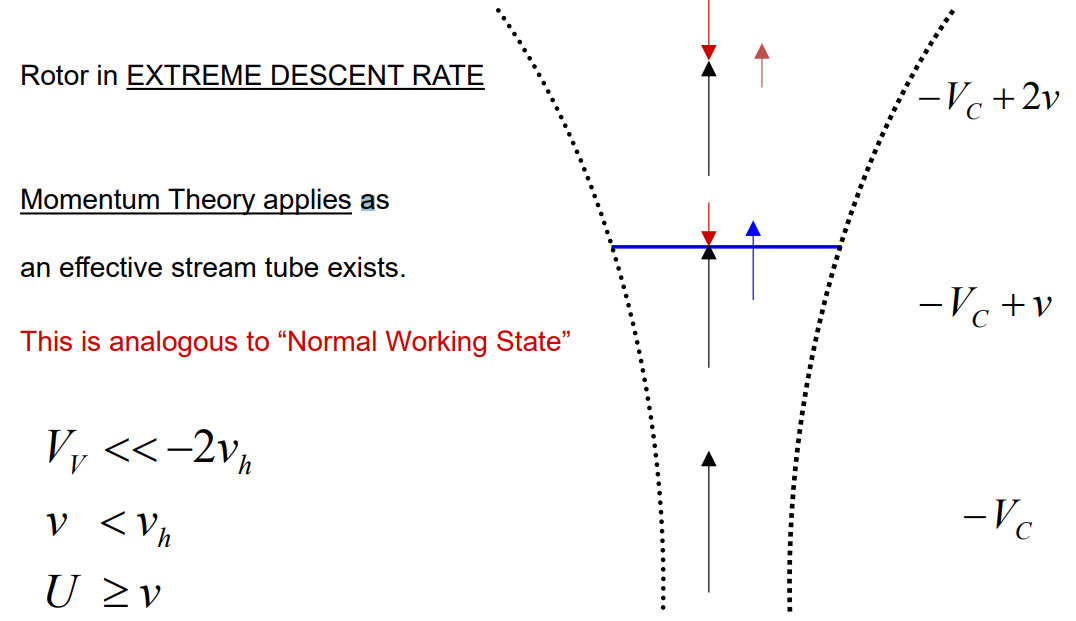 Rotor in EXTREME DESCENT RATE
Momentum Theory applies as
an effective stream tube exists.
This is analogous to “Normal Working State”
V_V << −2v_h
v < v_h
U ≥ v
−V_C + 2v
−V_C + v
−V_C